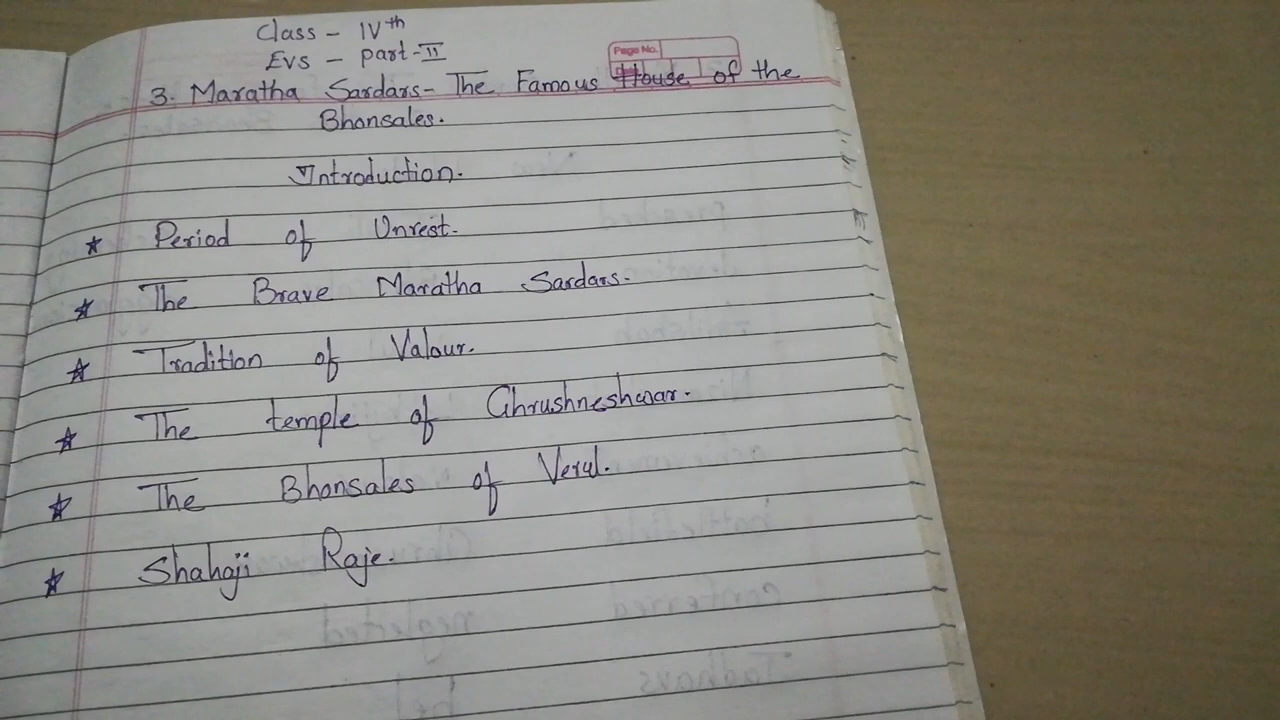 Class - IVth
EVS - Part-II
Page No.
3. Maratha Sardars- The Famous House of the
Bhonsales.
Introduction.
☆ Period of Unrest.
☆ The Brave Maratha Sardars.
☆ Tradition of Valour.
☆ The temple of Ghrushneshwar.
☆ The Bhonsales of Verul.
☆ Shahaji Raje.